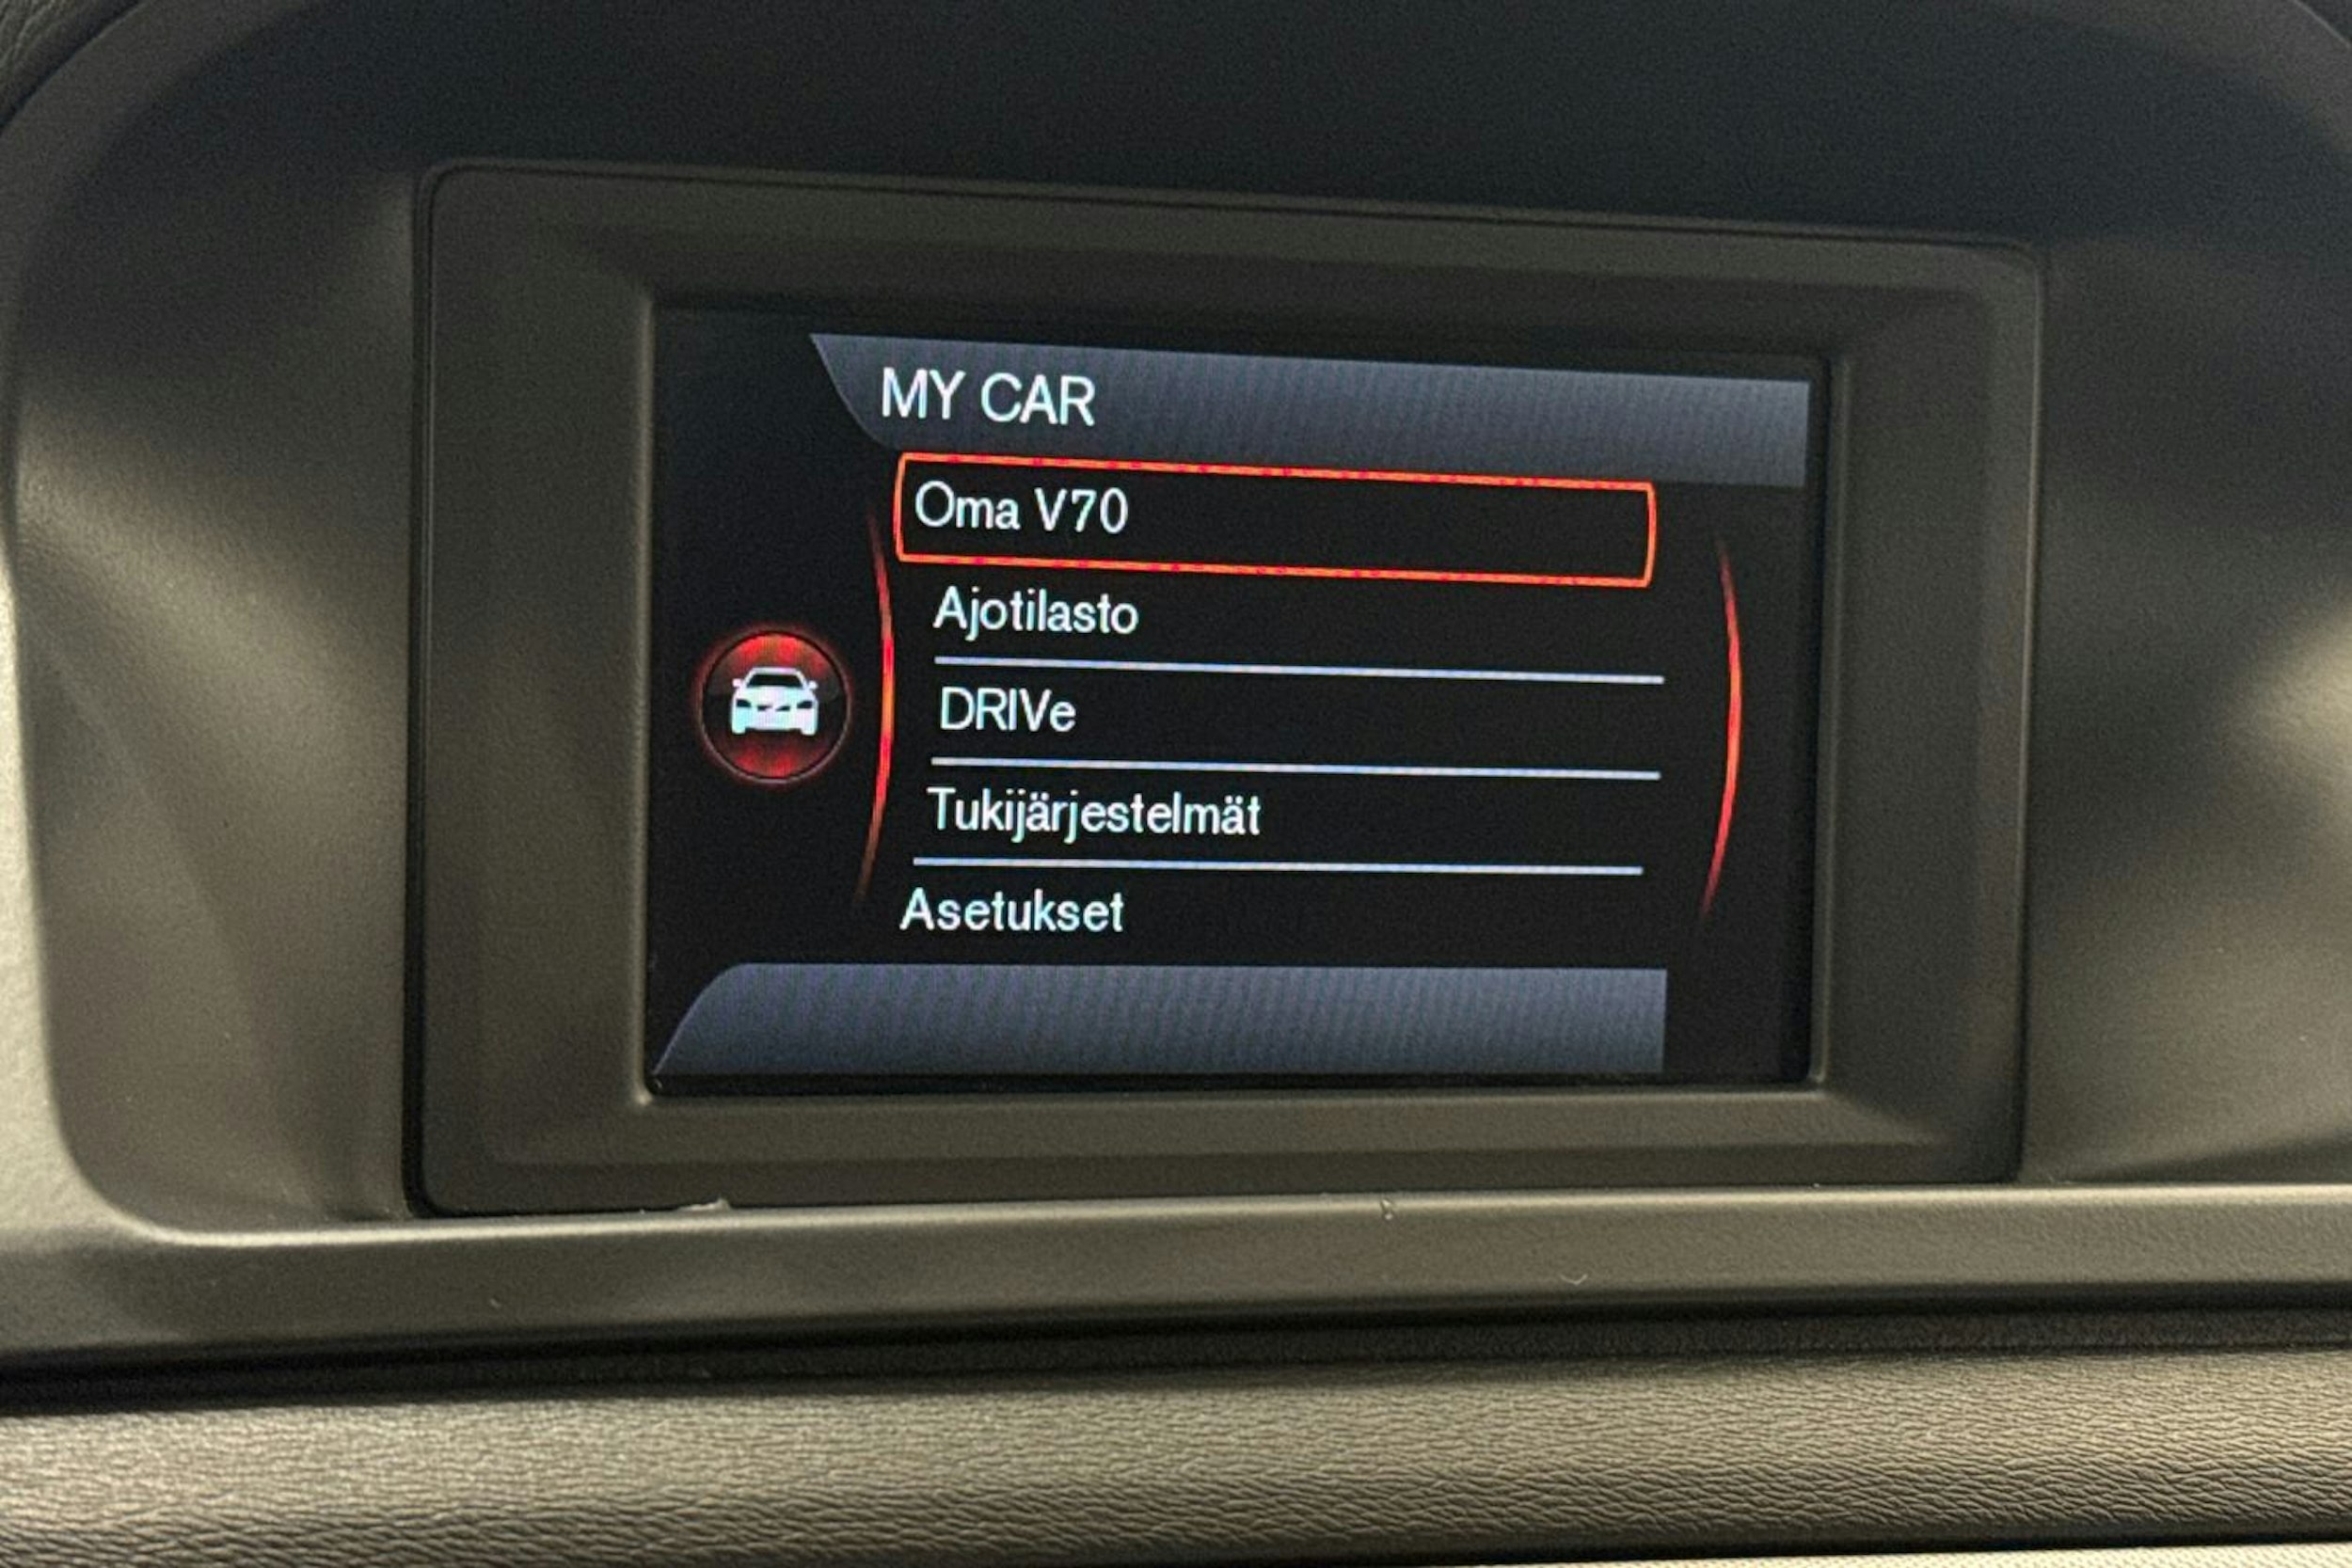 MY CAR
Oma V70
Ajotilasto
DRIVe
Tukijärjestelmät
Asetukset